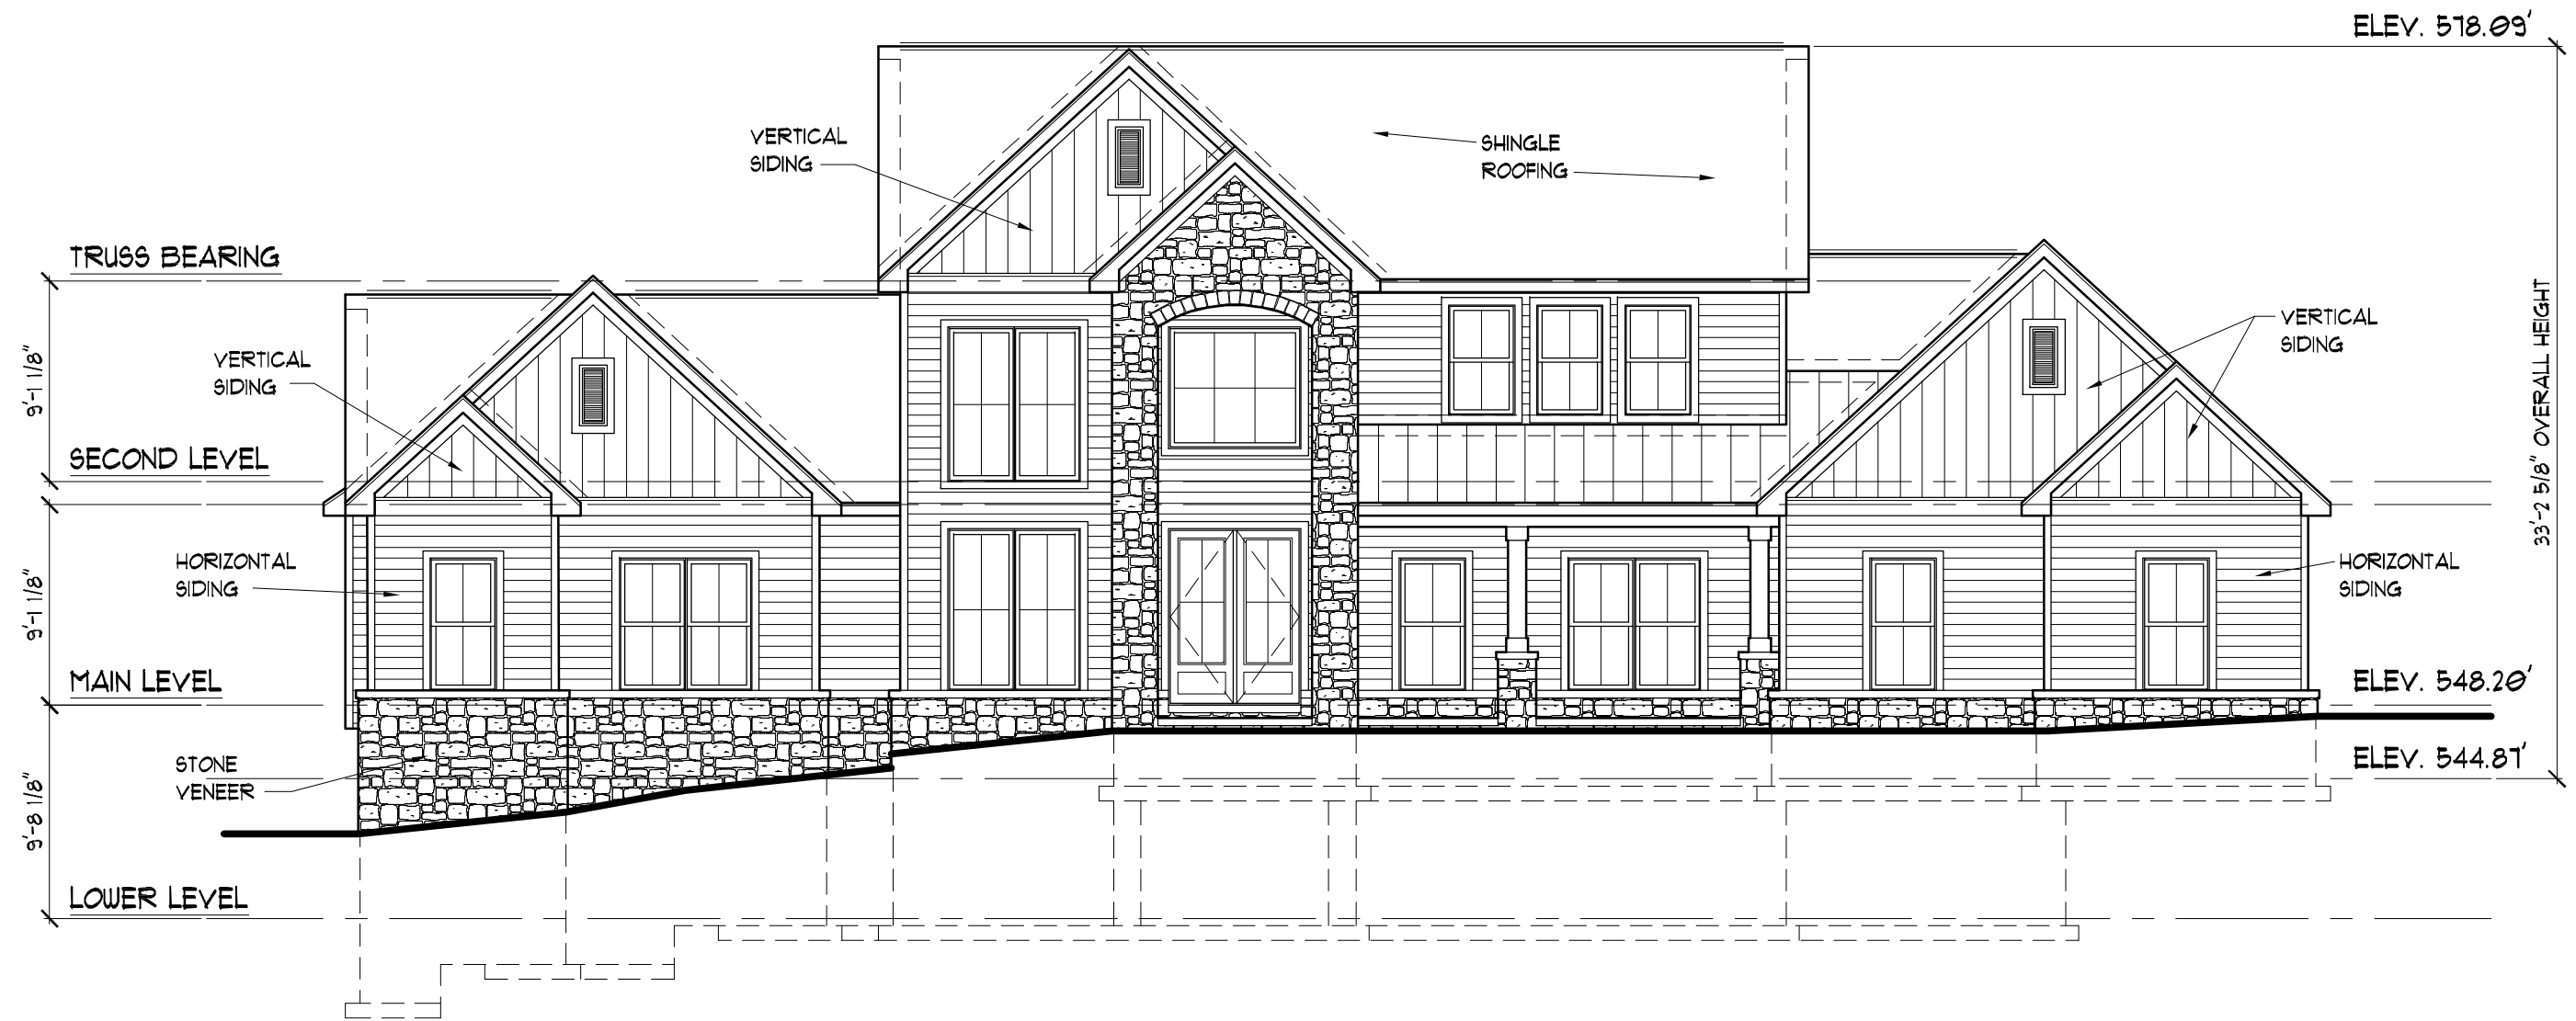 ELEV. 578.09'
VERTICAL
SIDING
SHINGLE
ROOFING
TRUSS BEARING
9'-1 1/8"
VERTICAL
SIDING
VERTICAL
SIDING
33'-2 5/8" OVERALL HEIGHT
SECOND LEVEL
HORIZONTAL
SIDING
HORIZONTAL
SIDING
9'-1 1/8"
MAIN LEVEL
ELEV. 548.20'
STONE
VENEER
ELEV. 544.87'
9'-8 1/8"
LOWER LEVEL